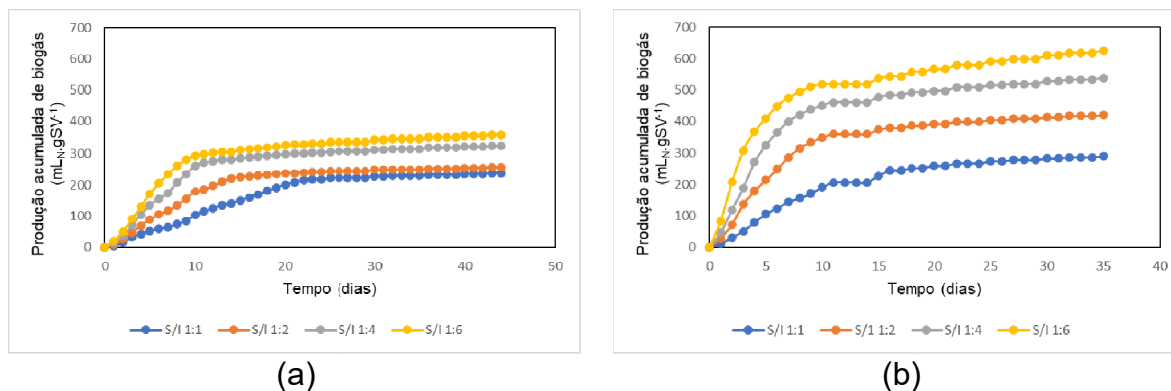 Produção acumulada de biogás
(mL_N.gSV⁻¹)
700
600
500
400
300
200
100
0
0
10
20
30
40
50
Tempo (dias)
S/I 1:1
S/I 1:2
S/I 1:4
S/I 1:6
(a)
Produção acumulada de biogás
(mL_N.gSV⁻¹)
700
600
500
400
300
200
100
0
0
5
10
15
20
25
30
35
40
Tempo (dias)
S/I 1:1
S/1 1:2
S/I 1:4
S/I 1:6
(b)